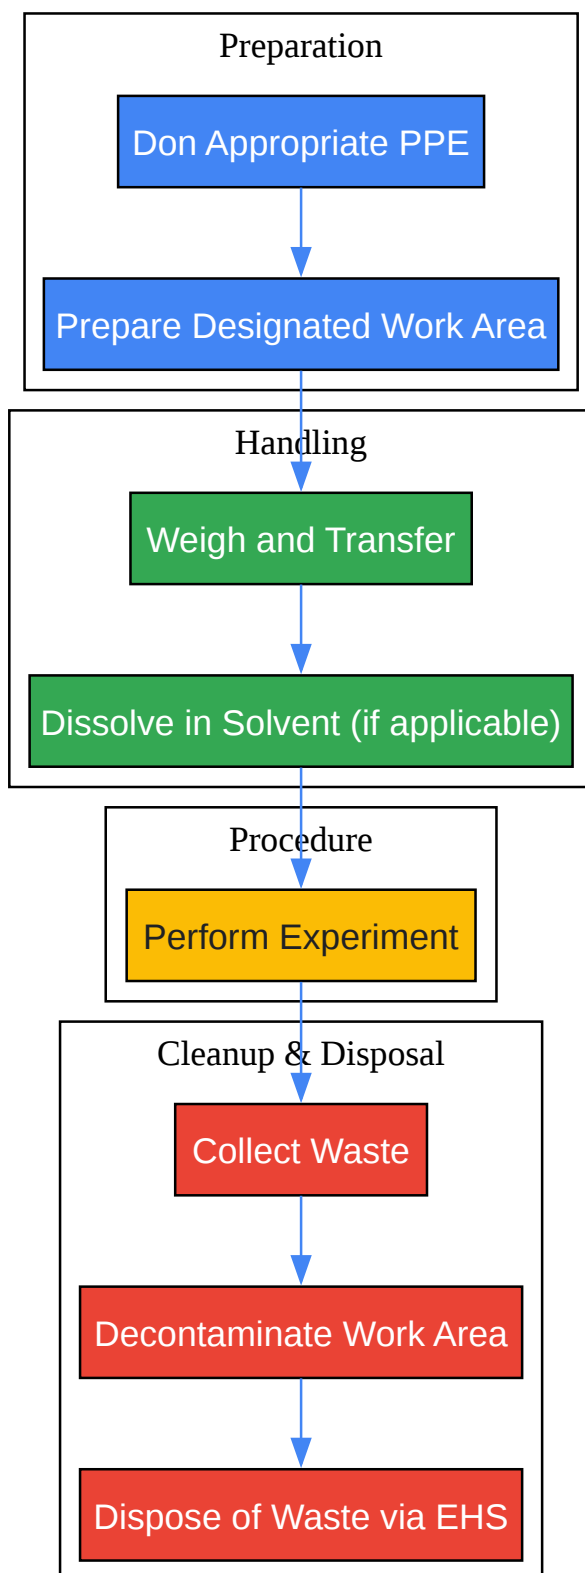 Preparation
Don Appropriate PPE
Prepare Designated Work Area
Handling
Weigh and Transfer
Dissolve in Solvent (if applicable)
Procedure
Perform Experiment
Cleanup & Disposal
Collect Waste
Decontaminate Work Area
Dispose of Waste via EHS